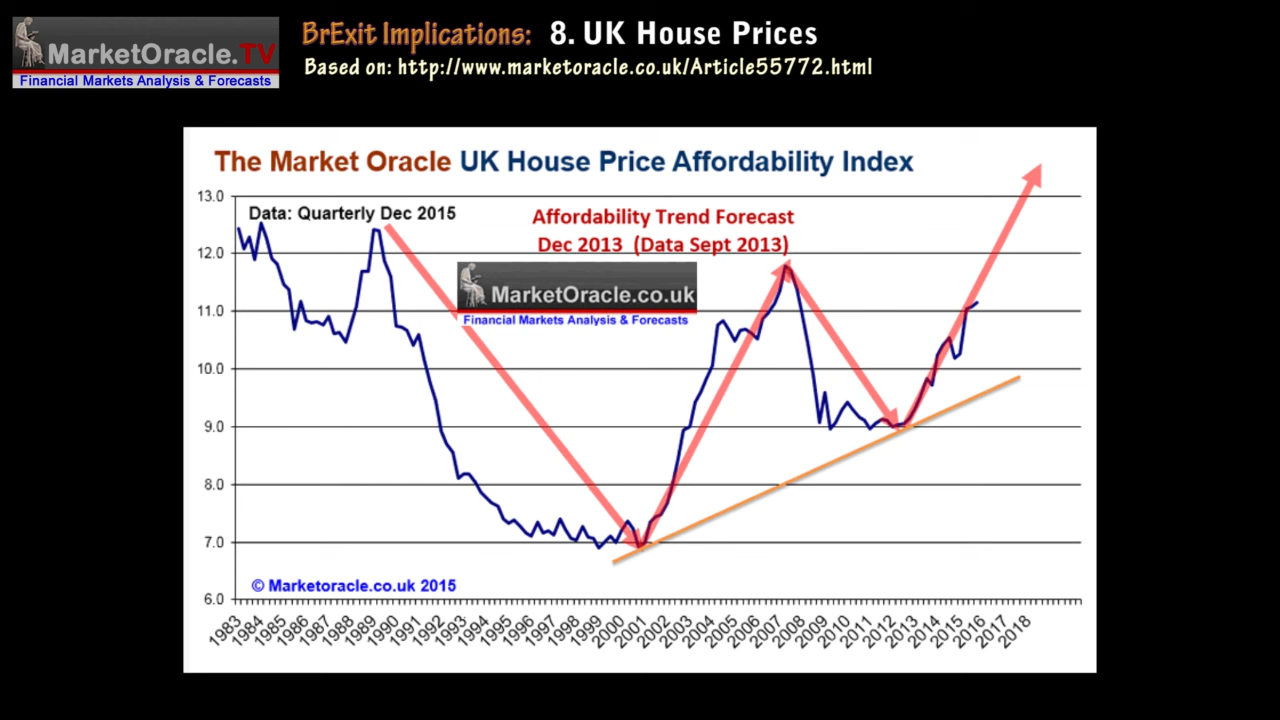 MarketOracle.TV
Financial Markets Analysis & Forecasts
BrExit Implications: 8. UK House Prices
Based on: http://www.marketoracle.co.uk/Article55772.html
The Market Oracle UK House Price Affordability Index
13.0
Data: Quarterly Dec 2015
Affordability Trend Forecast
12.0
Dec 2013 (Data Sept 2013)
MarketOracle.co.uk
11.0
Financial Markets Analysis & Forecasts
10.0
9.0
8.0
7.0
© Marketoracle.co.uk 2015
6.0
1983 1984 1985 1986 1987 1988 1989 1990 1991 1992 1993 1994 1995 1996 1997 1998 1999 2000 2001 2002 2003 2004 2005 2006 2007 2008 2009 2010 2011 2012 2013 2014 2015 2016 2017 2018